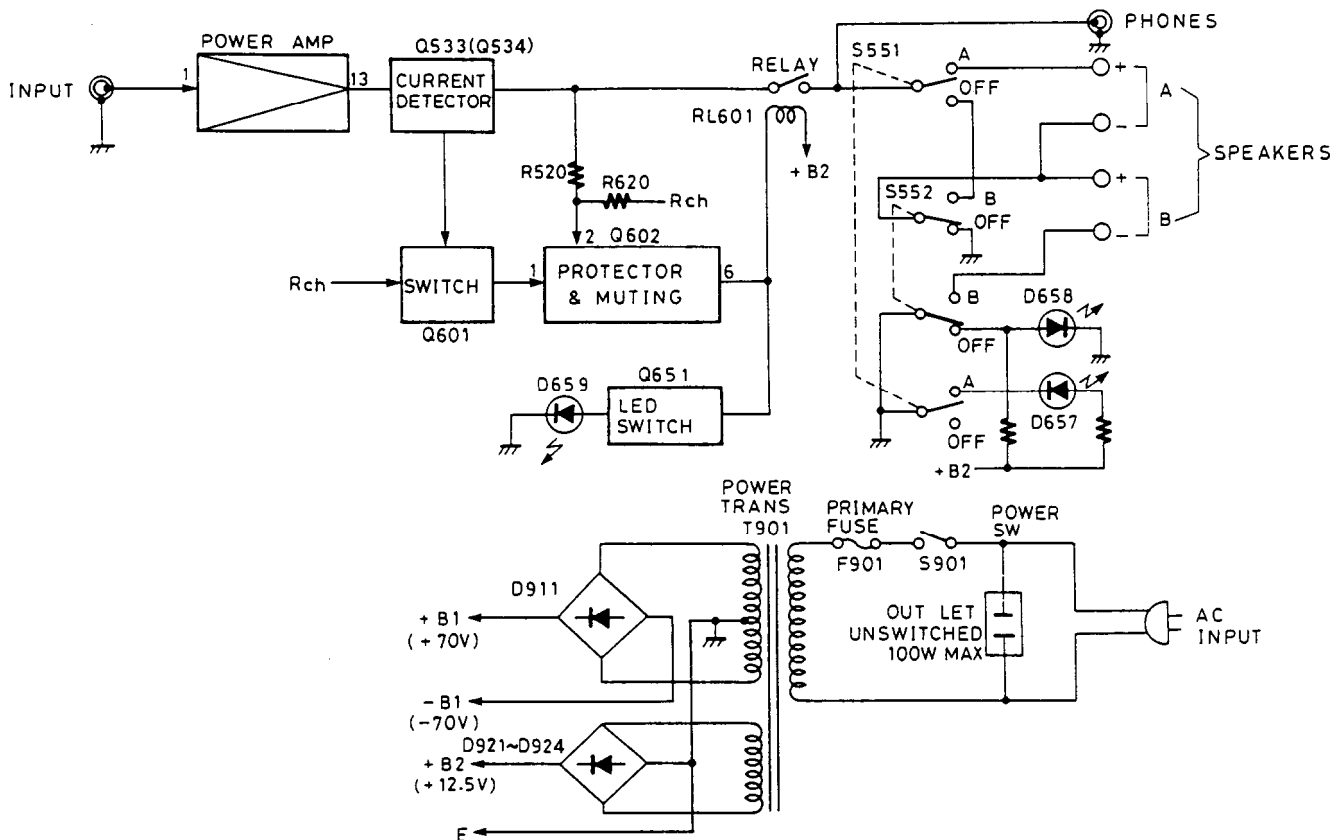 PHONES
POWER AMP
Q533(Q534)
S551
INPUT
1
13
CURRENT
DETECTOR
RELAY
A
OFF
+
A
RL601
-
SPEAKERS
+B2
R520
R620
Rch
S552
B
OFF
+
B
-
2
Q602
Rch
SWITCH
1
PROTECTOR
& MUTING
6
Q601
B
D658
OFF
D659
Q651
LED
SWITCH
A
OFF
D657
+B2
POWER
TRANS
T901
PRIMARY
FUSE
POWER
SW
F901
S901
D911
+B1
(+70V)
OUT LET
UNSWITCHED
100W MAX
AC
INPUT
-B1
(-70V)
D921~D924
+B2
(+12.5V)
E